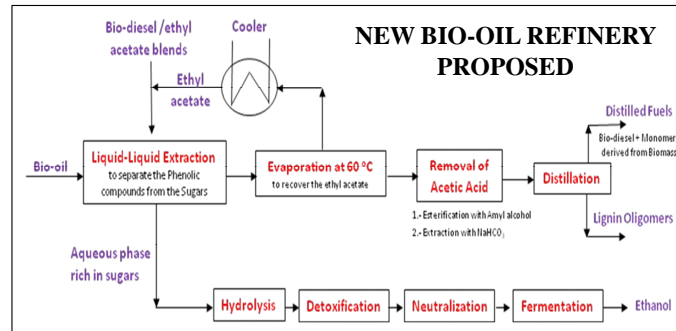 NEW BIO-OIL REFINERY
PROPOSED
Bio-diesel /ethyl
acetate blends
Cooler
Ethyl
acetate
Bio-oil
Liquid-Liquid Extraction
to separate the Phenolic
compounds from the Sugars
Evaporation at 60 ºC
to recover the ethyl acetate
Removal of
Acetic Acid
1.- Esterification with Amyl alcohol
2.- Extraction with NaHCO₃
Distillation
Distilled Fuels
Bio-diesel + Monomer
derived from Biomass
Lignin Oligomers
Aqueous phase
rich in sugars
Hydrolysis
Detoxification
Neutralization
Fermentation
Ethanol